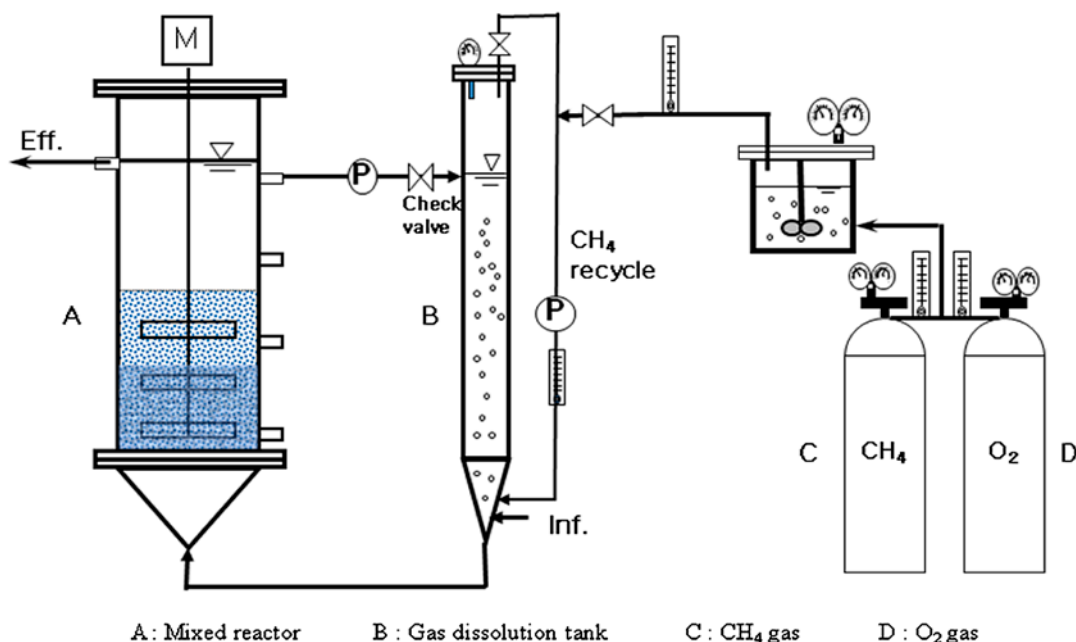 M
Eff.
P
Check
valve
CH₄
recycle
A
B
P
C
CH₄
O₂
D
Inf.
A : Mixed reactor B : Gas dissolution tank C : CH₄ gas D : O₂ gas